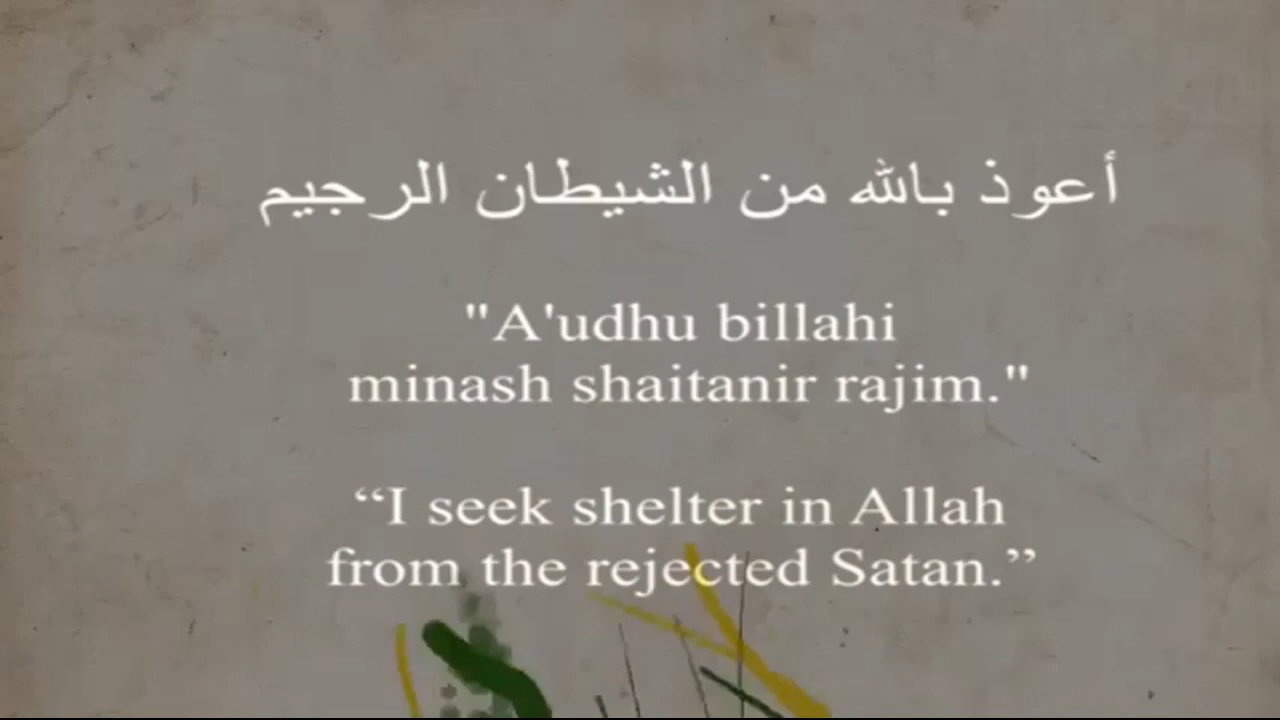 أعوذ بالله من الشيطان الرجيم
"A'udhu billahi
minash shaitanir rajim."
“I seek shelter in Allah
from the rejected Satan.”